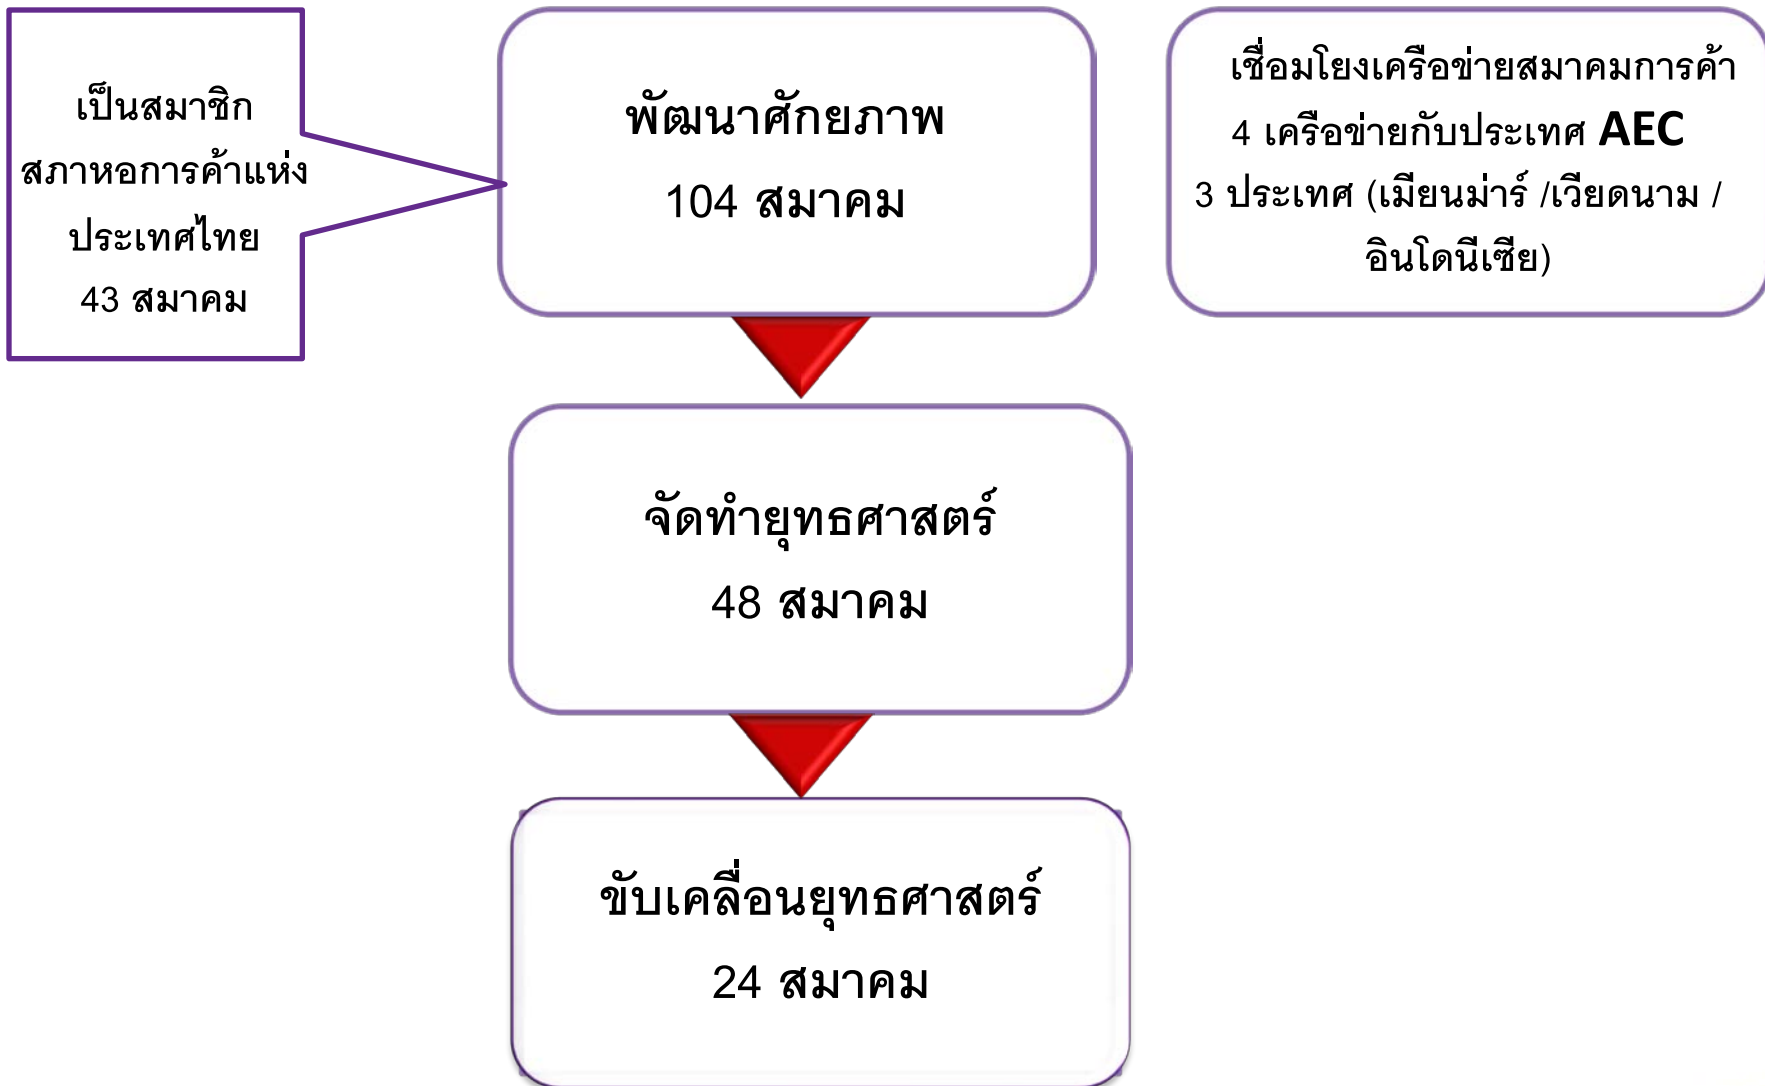 เป็นสมาชิก
สภาหอการค้าแห่ง
ประเทศไทย
43 สมาคม
พัฒนาศักยภาพ
104 สมาคม
เชื่อมโยงเครือข่ายสมาคมการค้า
4 เครือข่ายกับประเทศ AEC
3 ประเทศ (เมียนม่าร์ /เวียดนาม /
อินโดนีเซีย)
จัดทำยุทธศาสตร์
48 สมาคม
ขับเคลื่อนยุทธศาสตร์
24 สมาคม